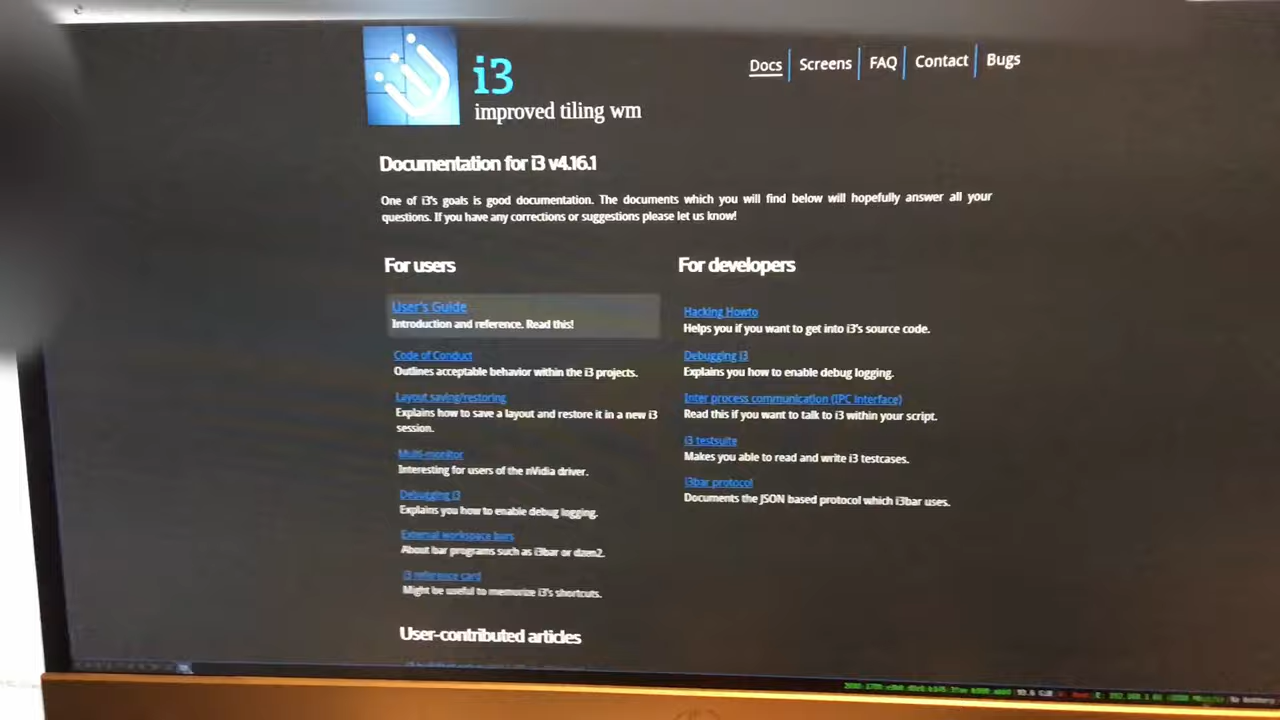 i3
improved tiling wm
Docs
Screens
FAQ
Contact
Bugs
Documentation for i3 v4.16.1
One of i3's goals is good documentation. The documents which you will find below will hopefully answer all your
questions. If you have any corrections or suggestions please let us know!
For users
User's Guide
Introduction and reference. Read this!
Code of Conduct
Outlines acceptable behavior within the i3 projects.
Layout saving/restoring
Explains how to save a layout and restore it in a new i3
session.
Multi-monitor
Interesting for users of the nVidia driver.
Debugging i3
Explains you how to enable debug logging.
External workspace bars
About bar programs such as i3bar or dzen2.
i3 reference card
Might be useful to memorize i3's shortcuts.
User-contributed articles
For developers
Hacking Howto
Helps you if you want to get into i3's source code.
Debugging i3
Explains you how to enable debug logging.
Inter process communication (IPC interface)
Read this if you want to talk to i3 within your script.
i3 testsuite
Makes you able to read and write i3 testcases.
i3bar protocol
Documents the JSON based protocol which i3bar uses.